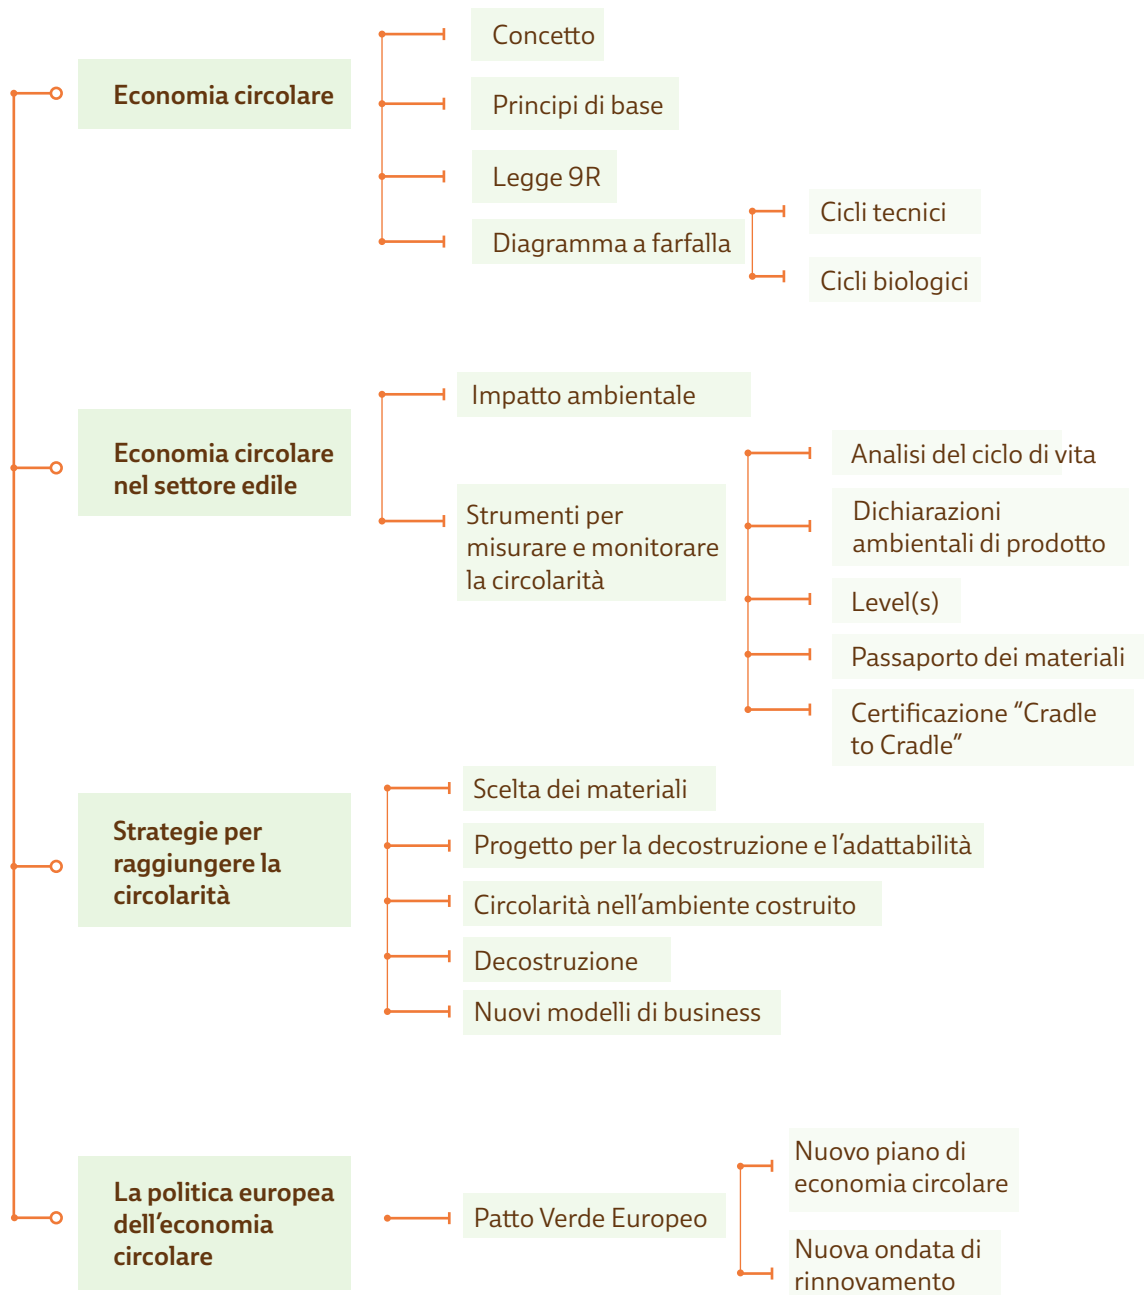 Economia circolare
Concetto
Principi di base
Legge 9R
Diagramma a farfalla
Cicli tecnici
Cicli biologici
Economia circolare
nel settore edile
Impatto ambientale
Strumenti per
misurare e monitorare
la circolarità
Analisi del ciclo di vita
Dichiarazioni
ambientali di prodotto
Level(s)
Passaporto dei materiali
Certificazione “Cradle
to Cradle”
Strategie per
raggiungere la
circolarità
Scelta dei materiali
Progetto per la decostruzione e l’adattabilità
Circolarità nell’ambiente costruito
Decostruzione
Nuovi modelli di business
La politica europea
dell’economia
circolare
Patto Verde Europeo
Nuovo piano di
economia circolare
Nuova ondata di
rinnovamento